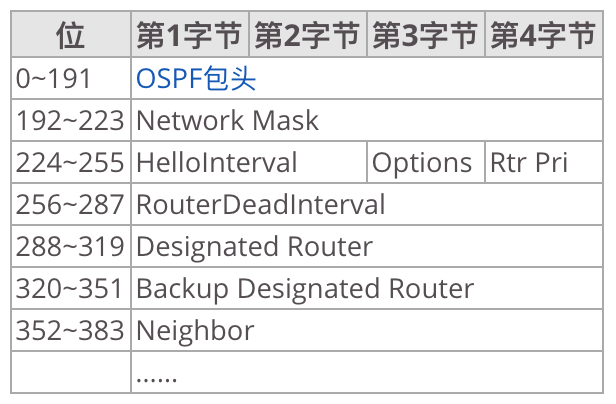 位 第1字节 第2字节 第3字节 第4字节
0~191 OSPF包头
192~223 Network Mask
224~255 HelloInterval Options Rtr Pri
256~287 RouterDeadInterval
288~319 Designated Router
320~351 Backup Designated Router
352~383 Neighbor
......